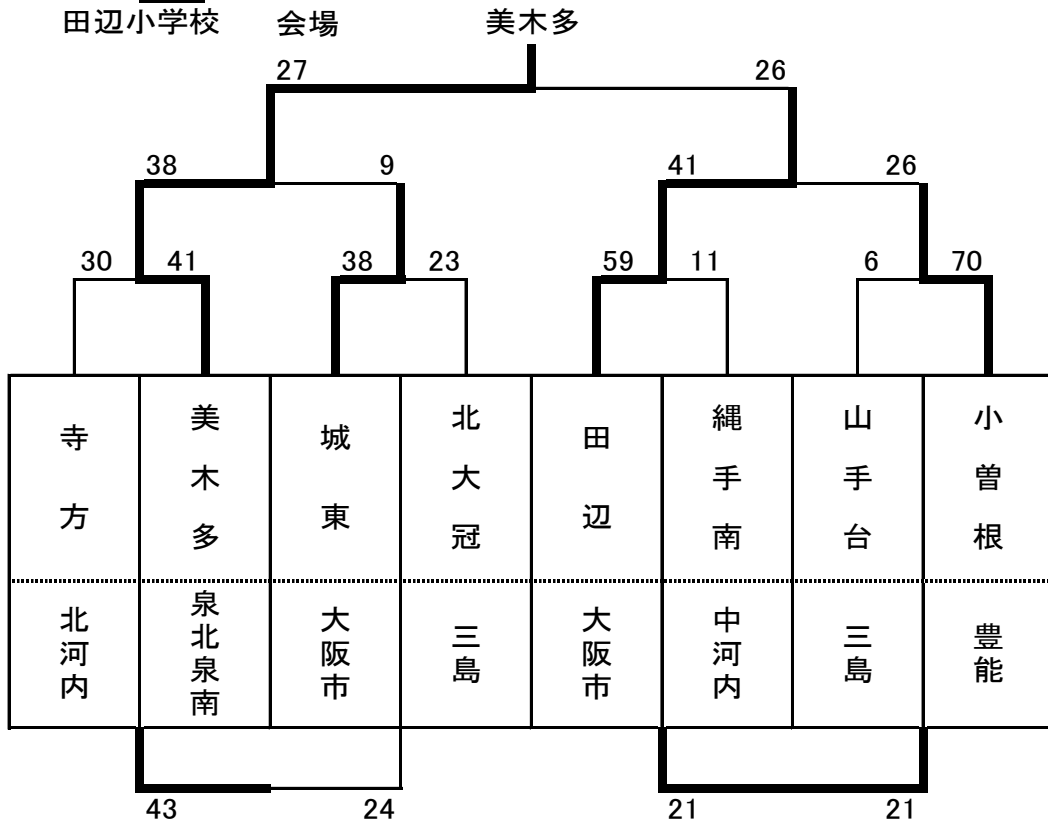 田辺小学校 会場 美木多
27 26
38 9 41 26
30 41 38 23 59 11 6 70
寺方 美木多 城東 北大冠 田辺 縄手南 山手台 小曽根
北河内 泉北泉南 大阪市 三島 大阪市 中河内 三島 豊能
43 24 21 21